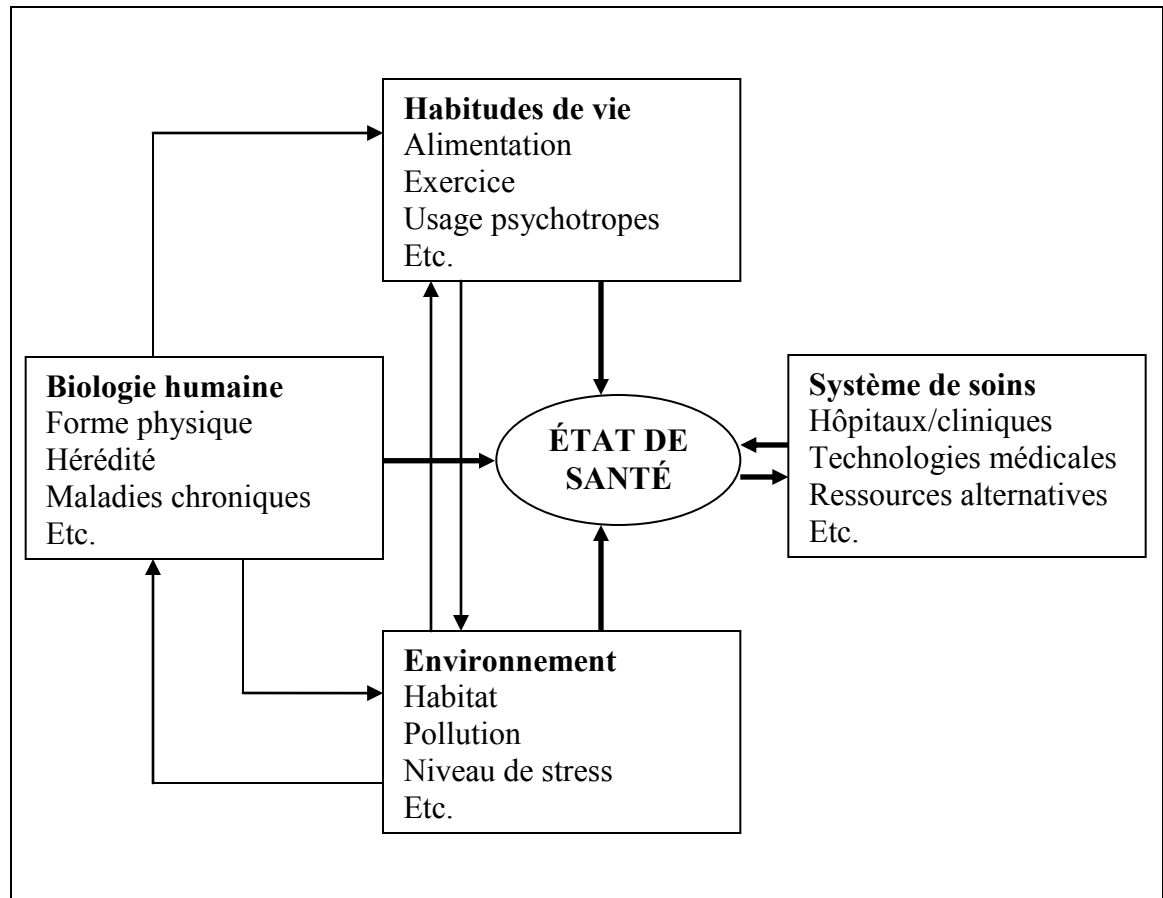 Habitudes de vie
Alimentation
Exercice
Usage psychotropes
Etc.
Biologie humaine
Forme physique
Hérédité
Maladies chroniques
Etc.
ÉTAT DE
SANTÉ
Système de soins
Hôpitaux/cliniques
Technologies médicales
Ressources alternatives
Etc.
Environnement
Habitat
Pollution
Niveau de stress
Etc.